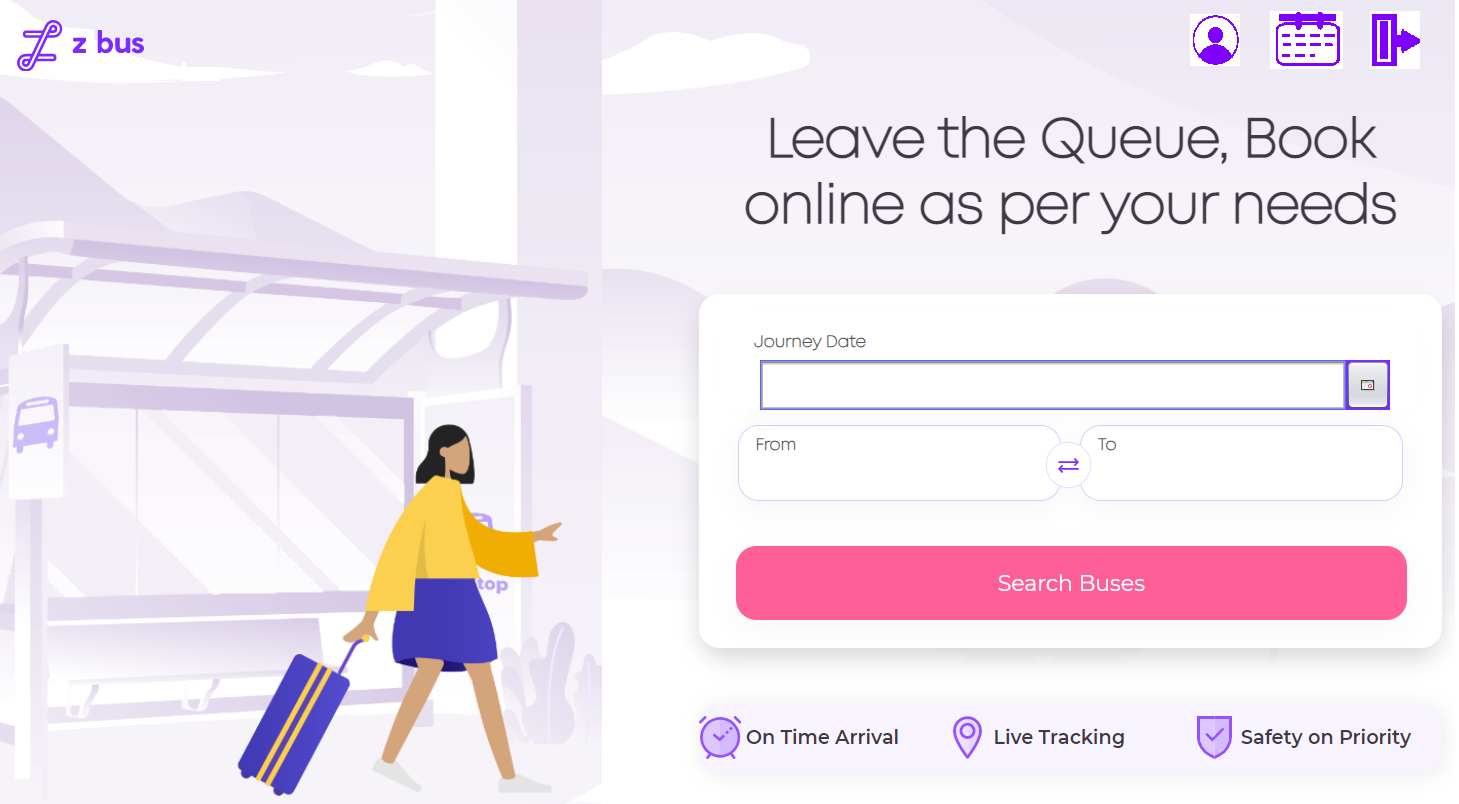 z bus
Leave the Queue, Book
online as per your needs
Journey Date
From
To
Search Buses
top
On Time Arrival
Live Tracking
Safety on Priority